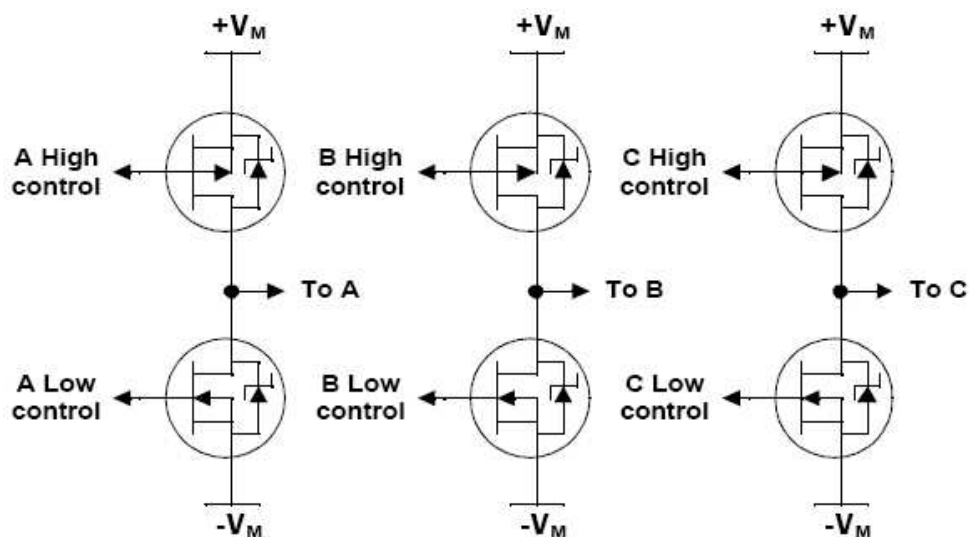 +VM +VM +VM
A High control B High control C High control
To A To B To C
A Low control B Low control C Low control
-VM -VM -VM